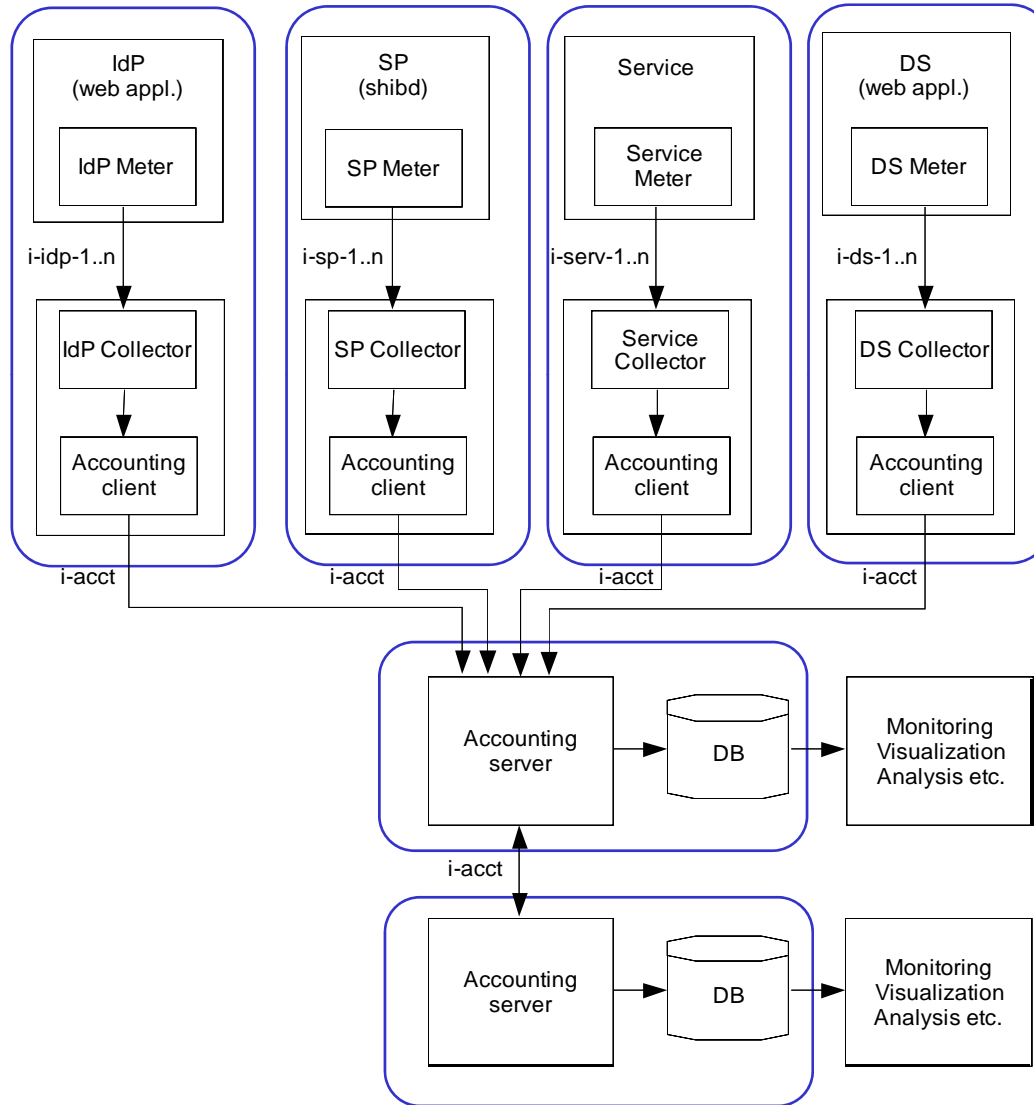 IdP
(web appl.)
SP
(shibd)
Service
DS
(web appl.)
IdP Meter
SP Meter
Service
Meter
DS Meter
i-idp-1..n
i-sp-1..n
i-serv-1..n
i-ds-1..n
IdP Collector
SP Collector
Service
Collector
DS Collector
Accounting
client
Accounting
client
Accounting
client
Accounting
client
i-acct
i-acct
i-acct
i-acct
Accounting
server
DB
Monitoring
Visualization
Analysis etc.
i-acct
Accounting
server
DB
Monitoring
Visualization
Analysis etc.